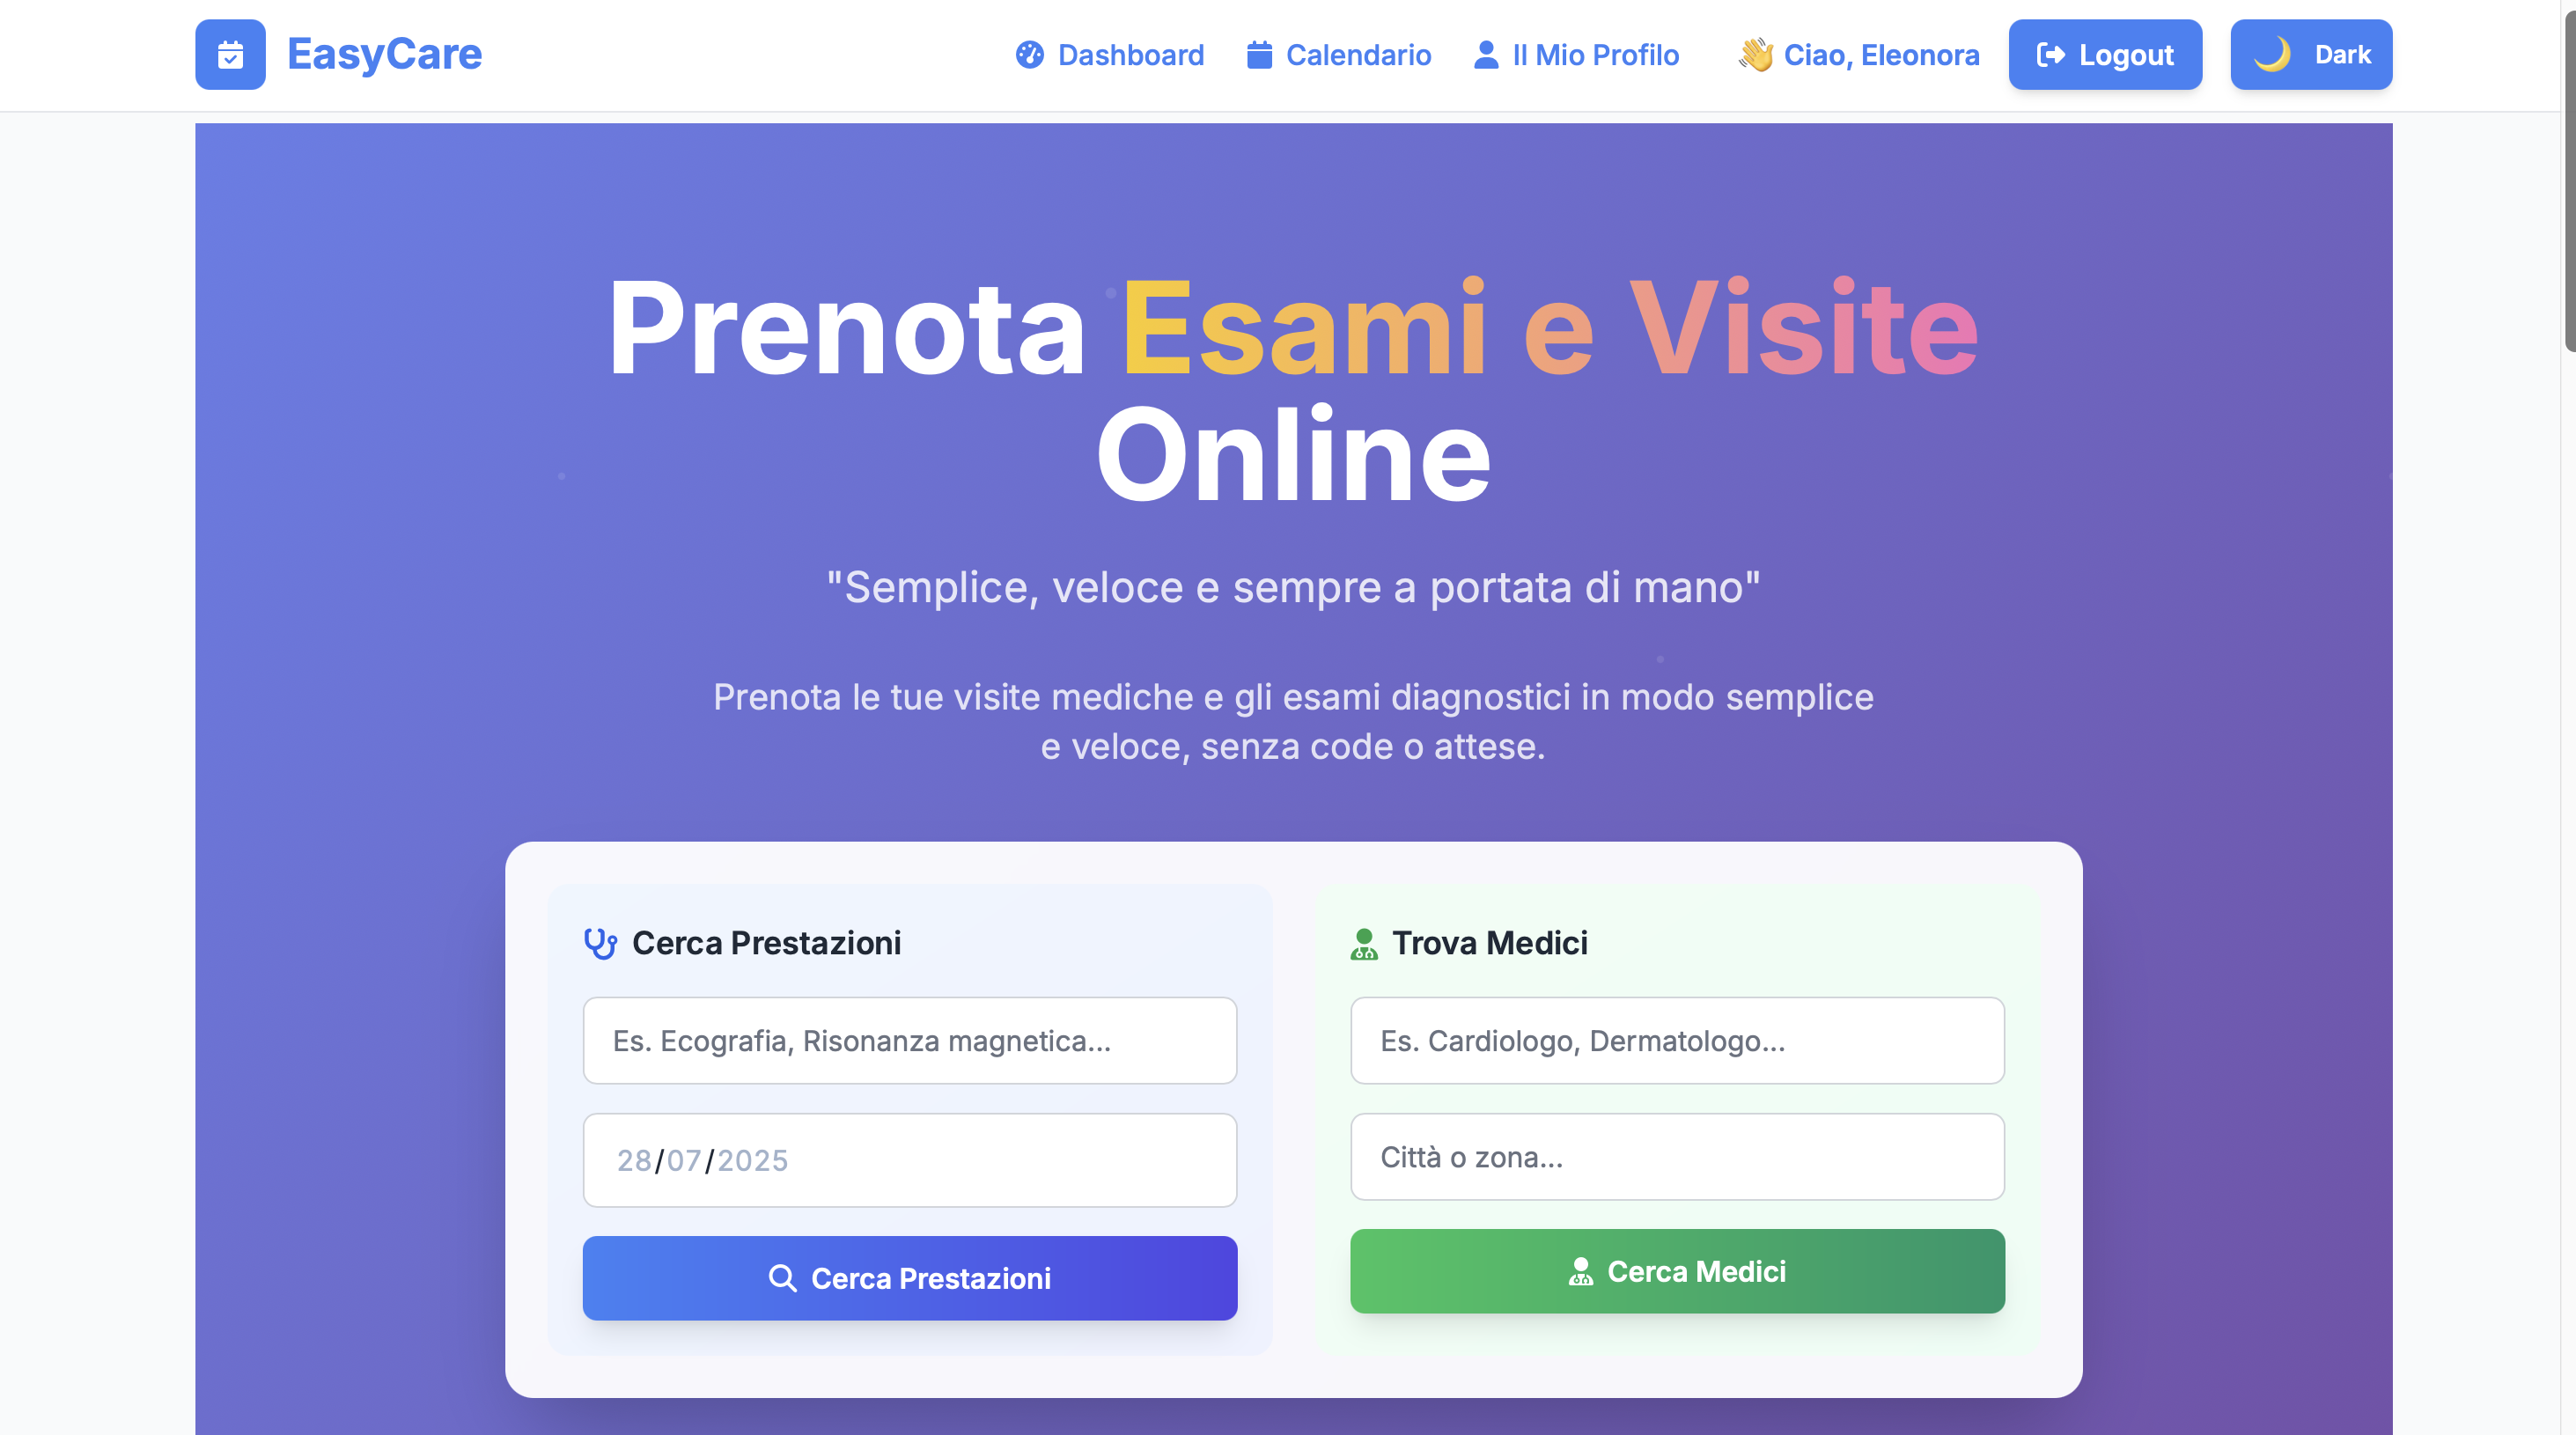 EasyCare
Dashboard
Calendario
Il Mio Profilo
👋 Ciao, Eleonora
Logout
🌙 Dark
Prenota Esami e Visite
Online
"Semplice, veloce e sempre a portata di mano"
Prenota le tue visite mediche e gli esami diagnostici in modo semplice
e veloce, senza code o attese.
Cerca Prestazioni
Es. Ecografia, Risonanza magnetica...
28/07/2025
Cerca Prestazioni
Trova Medici
Es. Cardiologo, Dermatologo...
Città o zona...
Cerca Medici